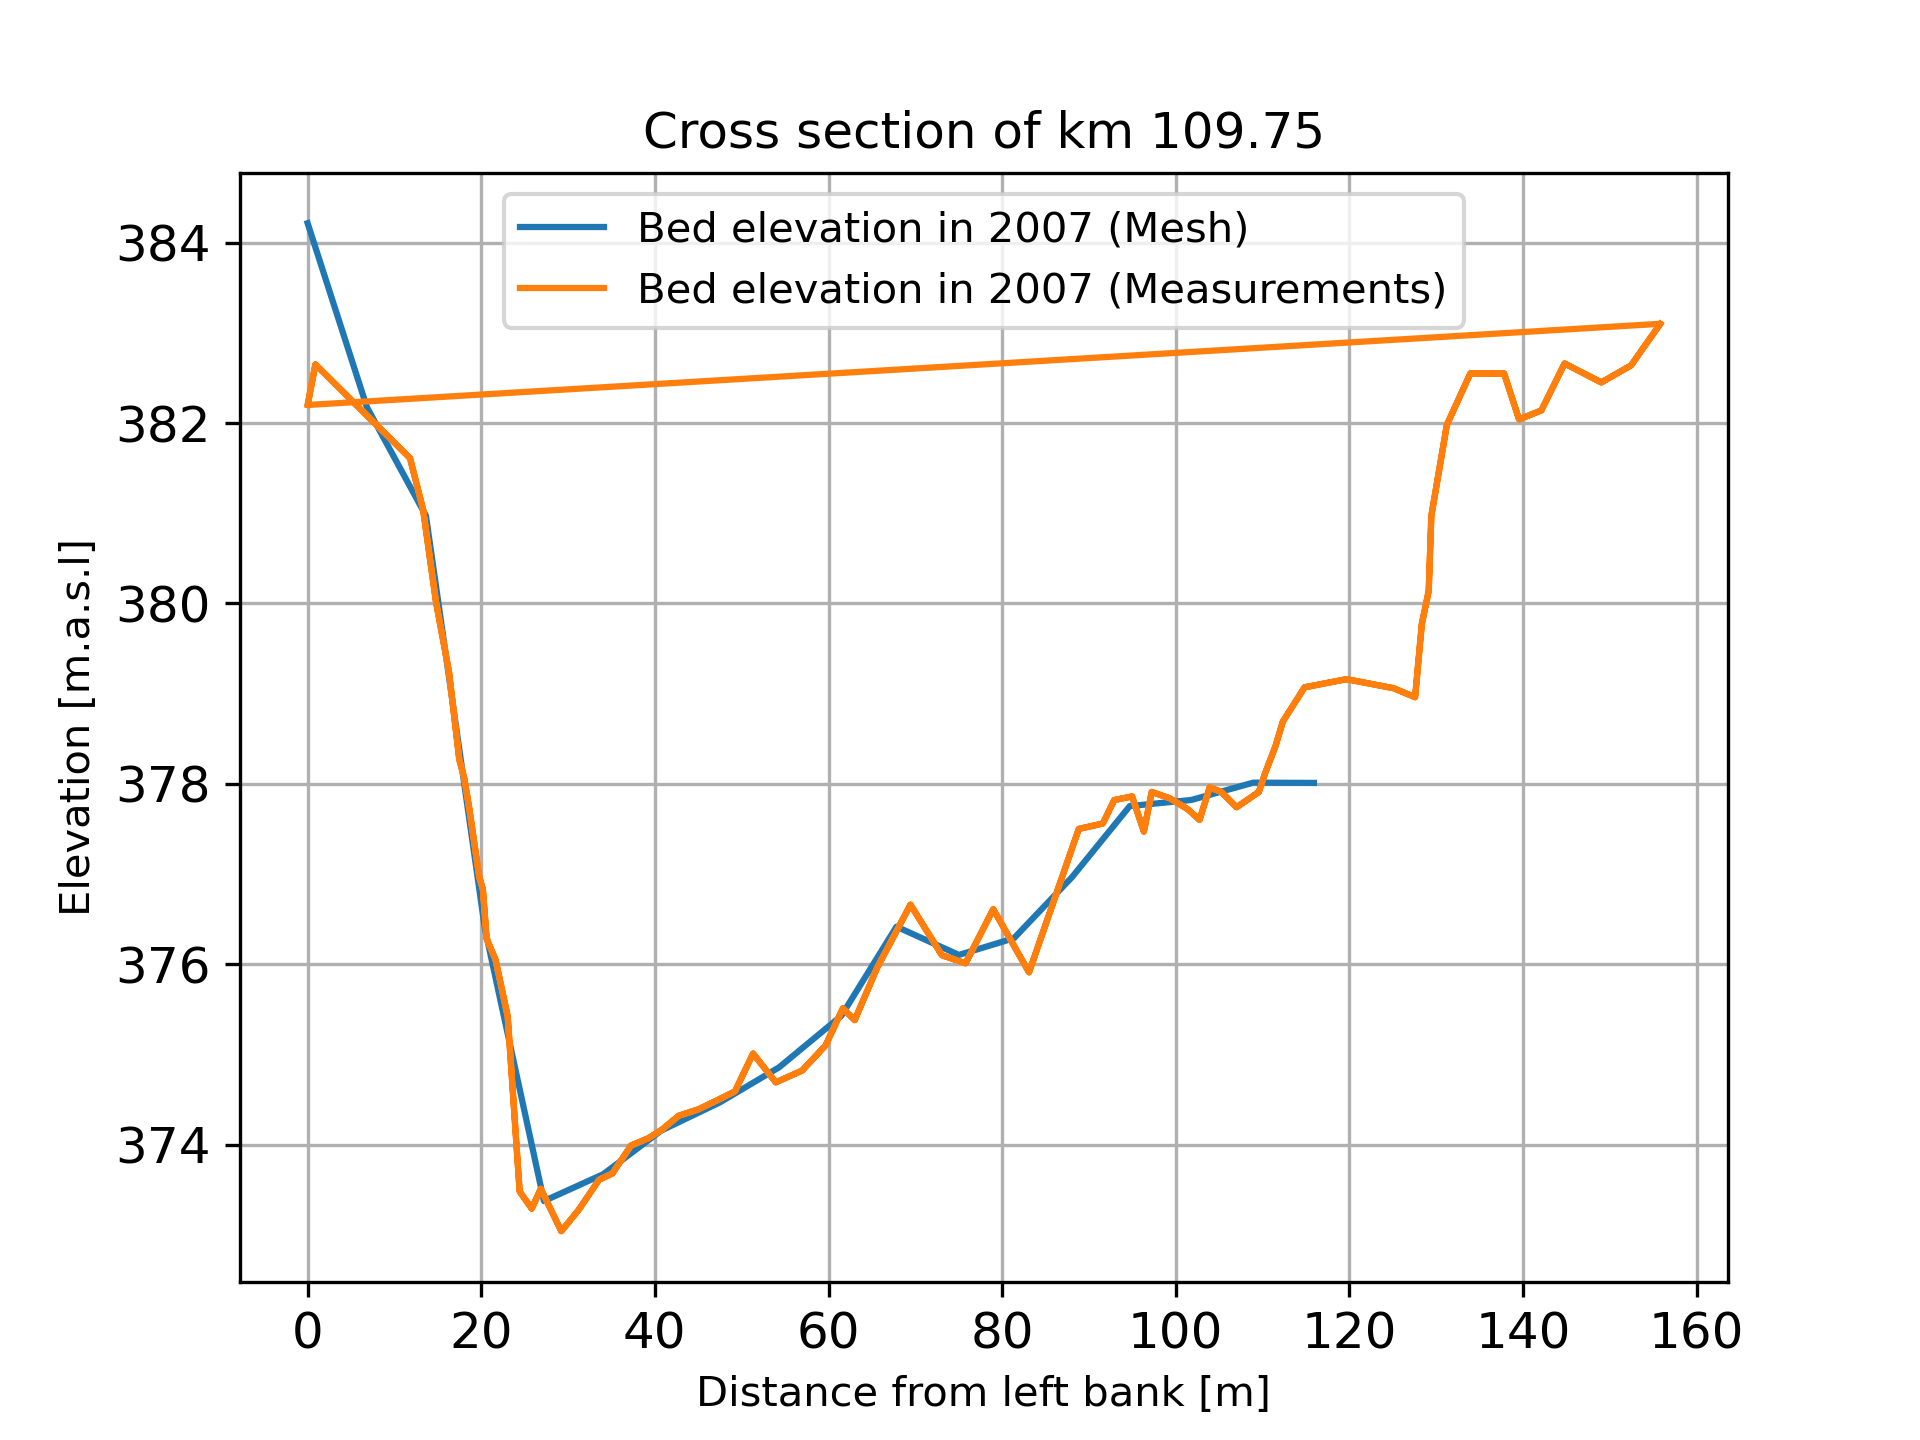 Cross section of km 109.75
Bed elevation in 2007 (Mesh)
Bed elevation in 2007 (Measurements)
Elevation [m.a.s.l]
384
382
380
378
376
374
0 20 40 60 80 100 120 140 160
Distance from left bank [m]